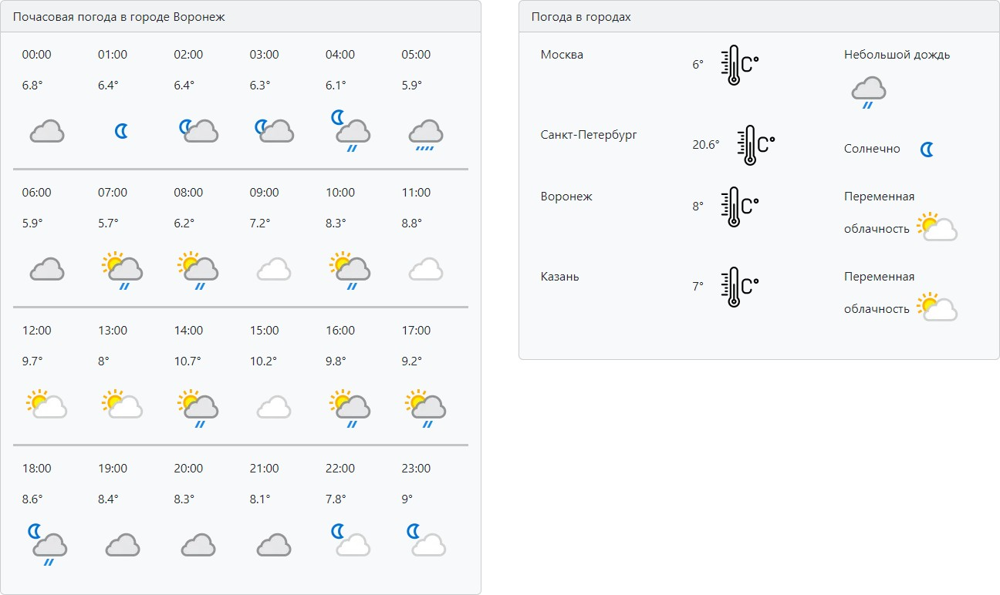 Почасовая погода в городе Воронеж
00:00 01:00 02:00 03:00 04:00 05:00
6.8° 6.4° 6.4° 6.3° 6.1° 5.9°
06:00 07:00 08:00 09:00 10:00 11:00
5.9° 5.7° 6.2° 7.2° 8.3° 8.8°
12:00 13:00 14:00 15:00 16:00 17:00
9.7° 8° 10.7° 10.2° 9.8° 9.2°
18:00 19:00 20:00 21:00 22:00 23:00
8.6° 8.4° 8.3° 8.1° 7.8° 9°
Погода в городах
Москва 6° C° Небольшой дождь
Санкт-Петербург 20.6° C° Солнечно
Воронеж 8° C° Переменная
облачность
Казань 7° C° Переменная
облачность